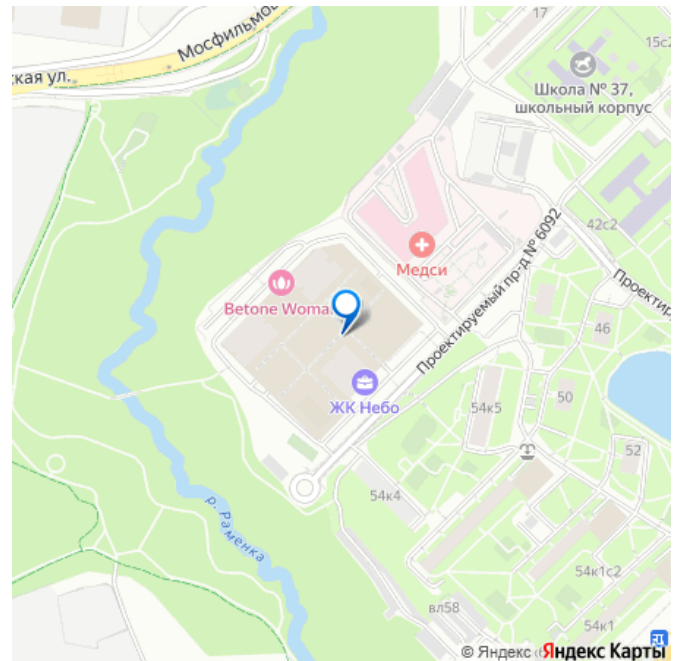 17
15с2
Мосфильмов
ская ул.
Школа № 37,
школьный корпус
42с2
Медси
Проектируемый пр-д № 6092
Проекти
Betone Woma...
46
ЖК Небо
54к5
50
52
54к4
р. Раменка
54к1с2
вл58
54к1
© Яндекс
Яндекс Карты